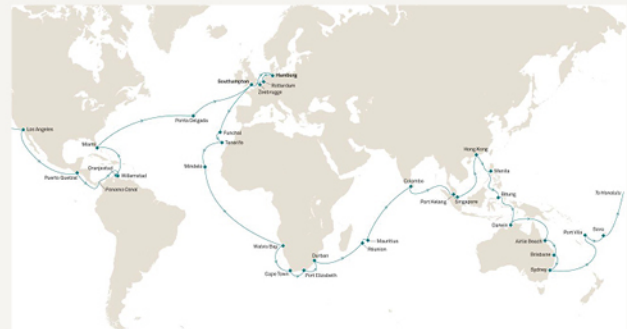 Hamburg
Southampton
Rotterdam
Zeebrugge
Ponta Delgada
Los Angeles
Funchal
Tenerife
Miami
Hong Kong
Oranjestad
Puerto Quetzal
Willemstad
Mindelo
Manila
Panama Canal
Colombo
Bitung
To Honolulu
Port Kelang
Singapore
Darwin
Suva
Port Vila
Walvis Bay
Mauritius
Airlie Beach
Réunion
Durban
Brisbane
Cape Town
Port Elizabeth
Sydney